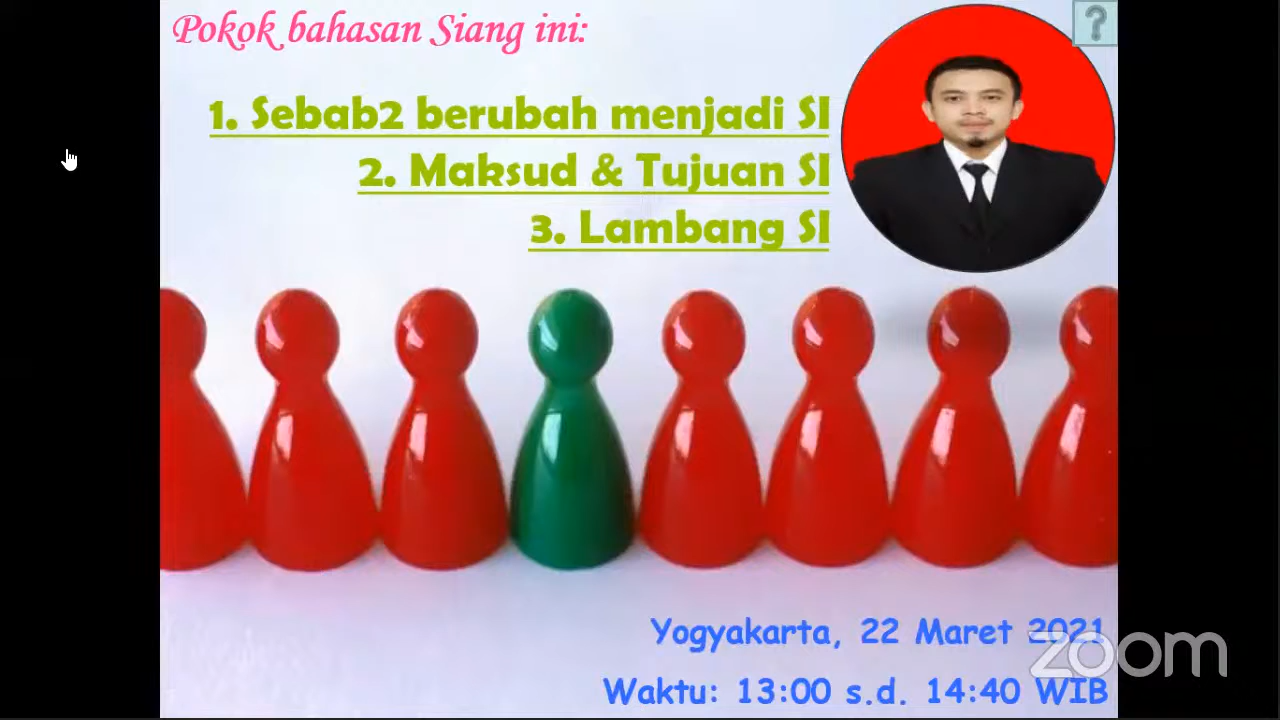 Pokok bahasan Siang ini:
?
1. Sebab2 berubah menjadi SI
2. Maksud & Tujuan SI
3. Lambang SI
Yogyakarta, 22 Maret 2021
zoom
Waktu: 13:00 s.d. 14:40 WIB